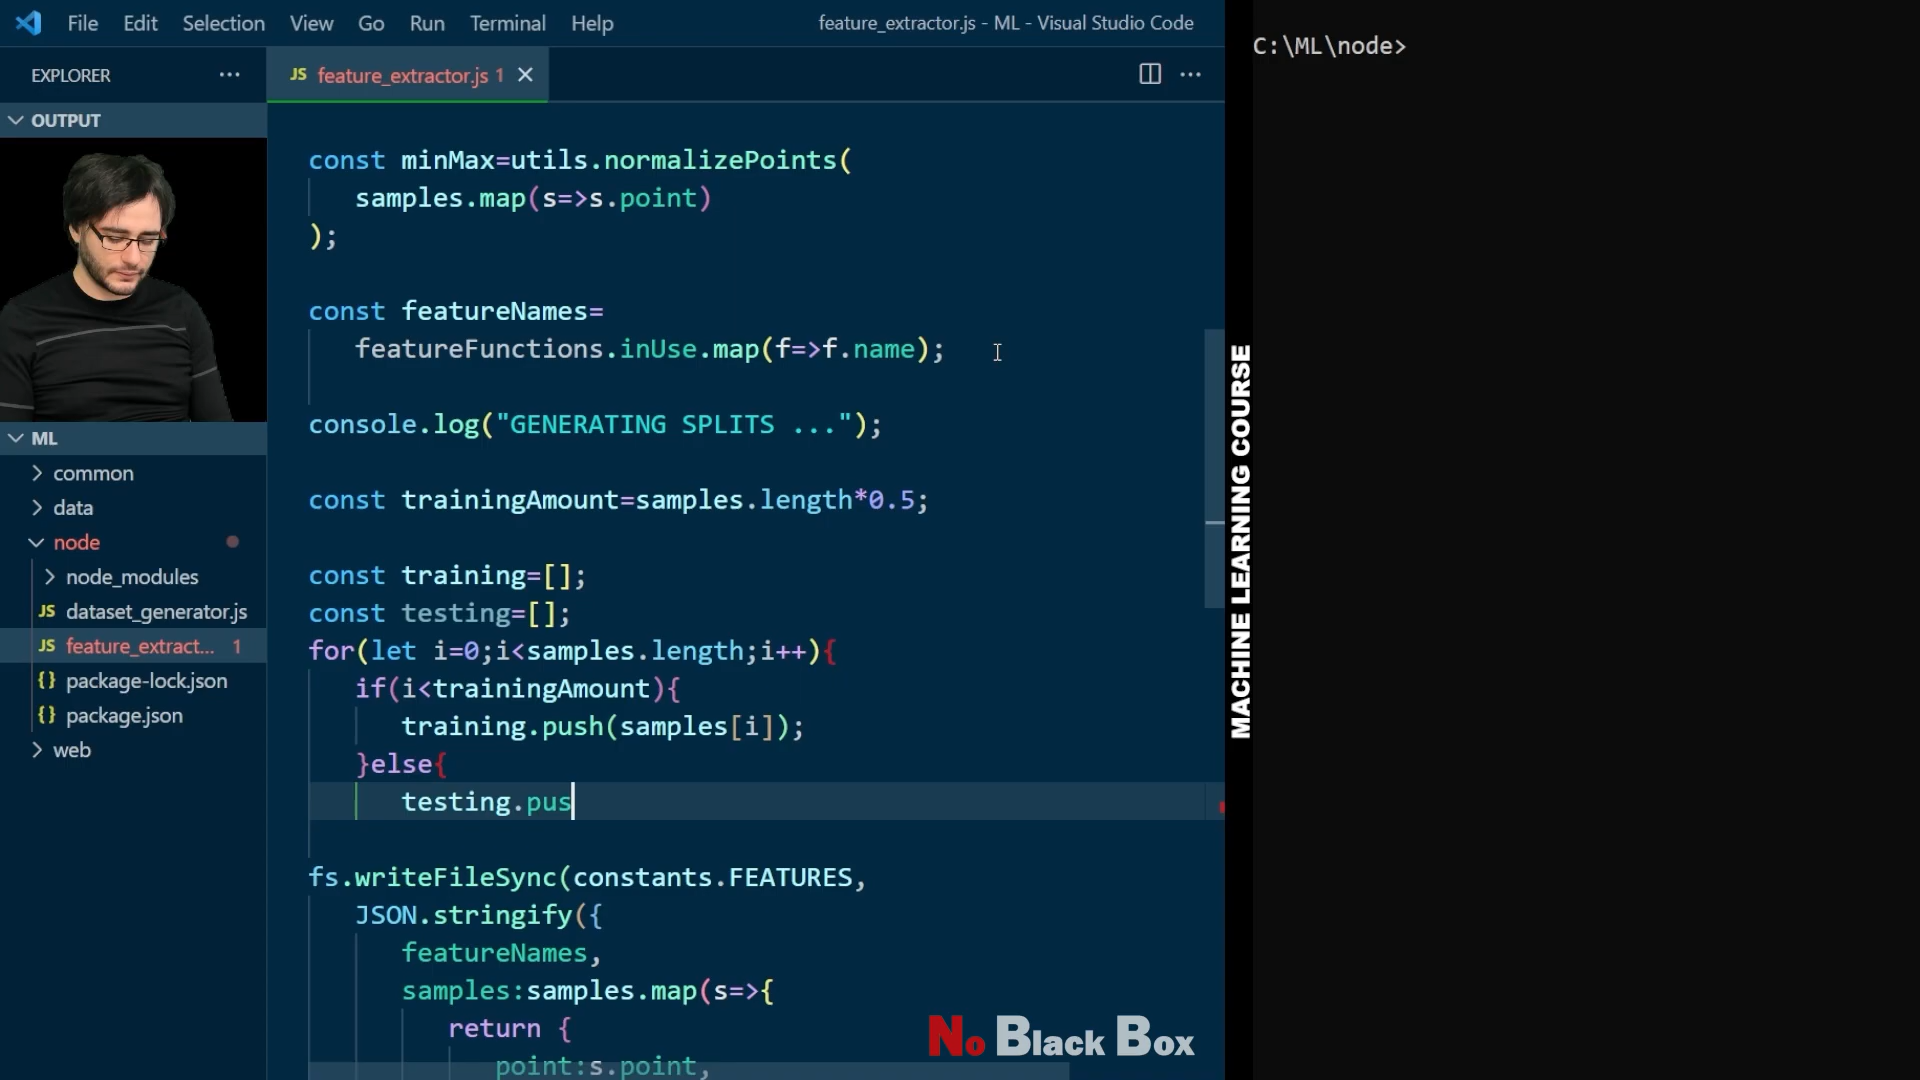 File Edit Selection View Go Run Terminal Help
feature_extractor.js - ML - Visual Studio Code
EXPLORER ···
OUTPUT
ML
common
data
node
node_modules
JS dataset_generator.js
JS feature_extract... 1
{} package-lock.json
{} package.json
web
JS feature_extractor.js 1
const minMax=utils.normalizePoints(
samples.map(s=>s.point)
);
const featureNames=
featureFunctions.inUse.map(f=>f.name);
console.log("GENERATING SPLITS ...");
const trainingAmount=samples.length*0.5;
const training=[];
const testing=[];
for(let i=0;i<samples.length;i++){
if(i<trainingAmount){
training.push(samples[i]);
}else{
testing.pus
fs.writeFileSync(constants.FEATURES,
JSON.stringify({
featureNames,
samples:samples.map(s=>{
return {
point:s.point,
No Black Box
MACHINE LEARNING COURSE
C:\ML\node>